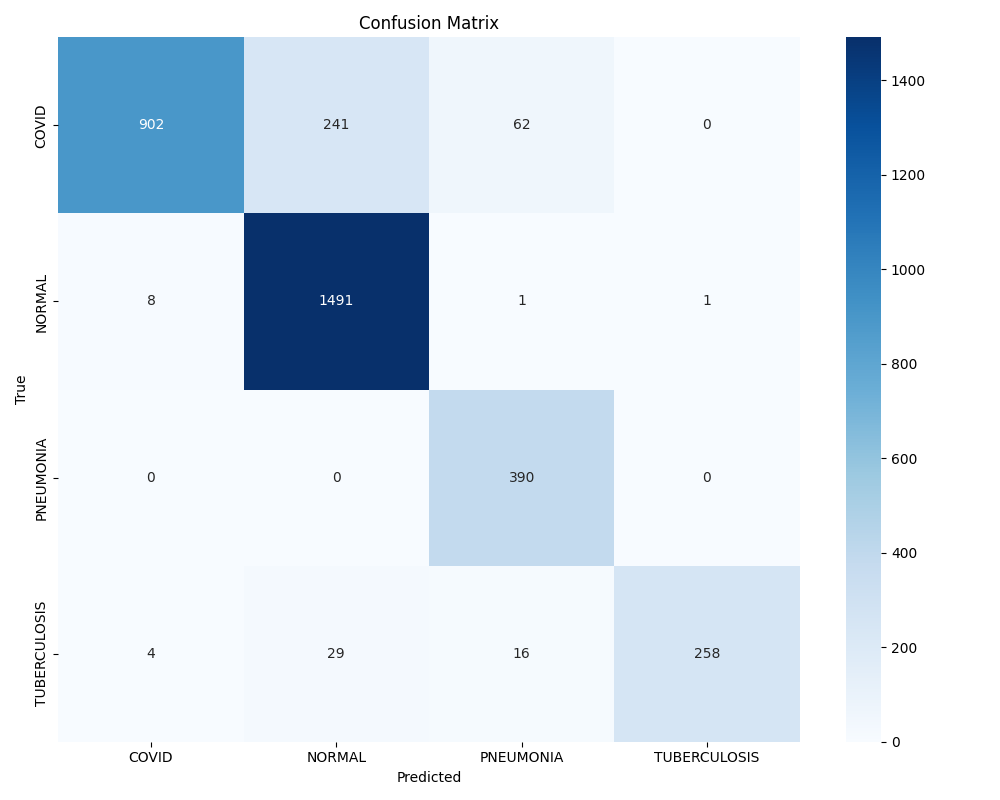 Confusion Matrix
True
COVID
902 241 62 0
NORMAL
8 1491 1 1
PNEUMONIA
0 0 390 0
TUBERCULOSIS
4 29 16 258
COVID NORMAL PNEUMONIA TUBERCULOSIS
Predicted
1400
1200
1000
800
600
400
200
0